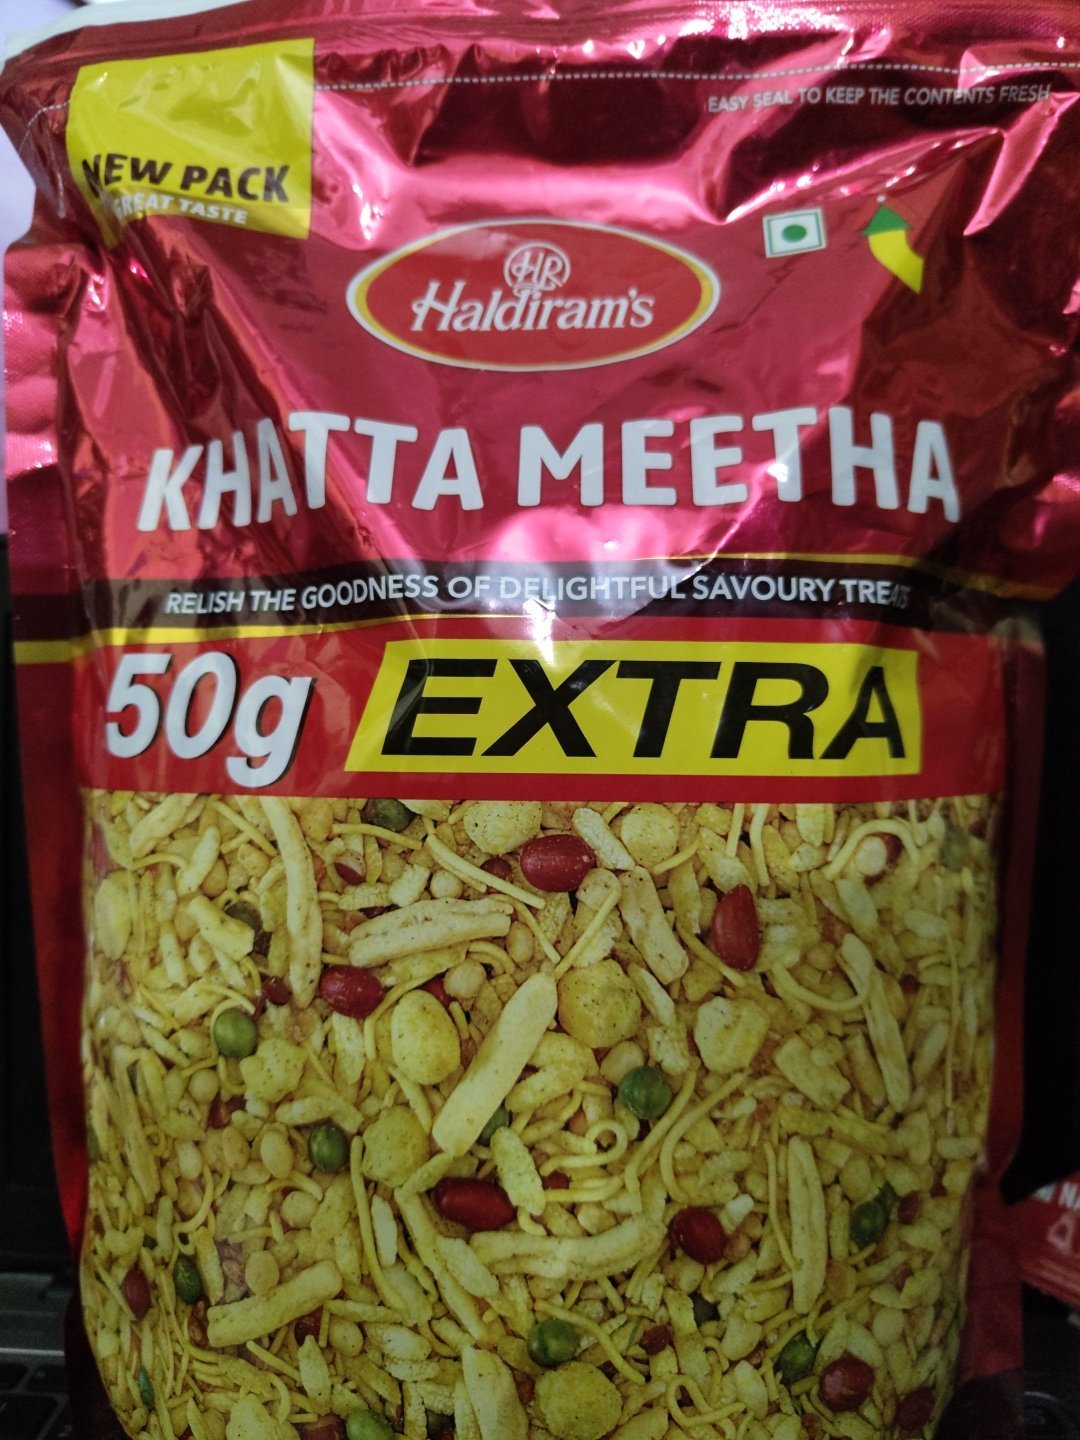 EASY SEAL TO KEEP THE CONTENTS FRESH
NEW PACK
GREAT TASTE
HR
Haldiram's
KHATTA MEETHA
RELISH THE GOODNESS OF DELIGHTFUL SAVOURY TREATS
50g EXTRA